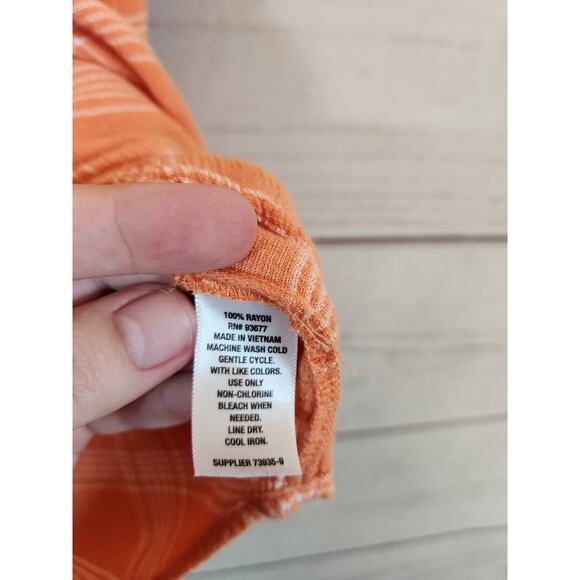 100% RAYON
RN# 93677
MADE IN VIETNAM
MACHINE WASH COLD
GENTLE CYCLE.
WITH LIKE COLORS.
USE ONLY
NON-CHLORINE
BLEACH WHEN
NEEDED.
LINE DRY.
COOL IRON.
SUPPLIER 73935-9